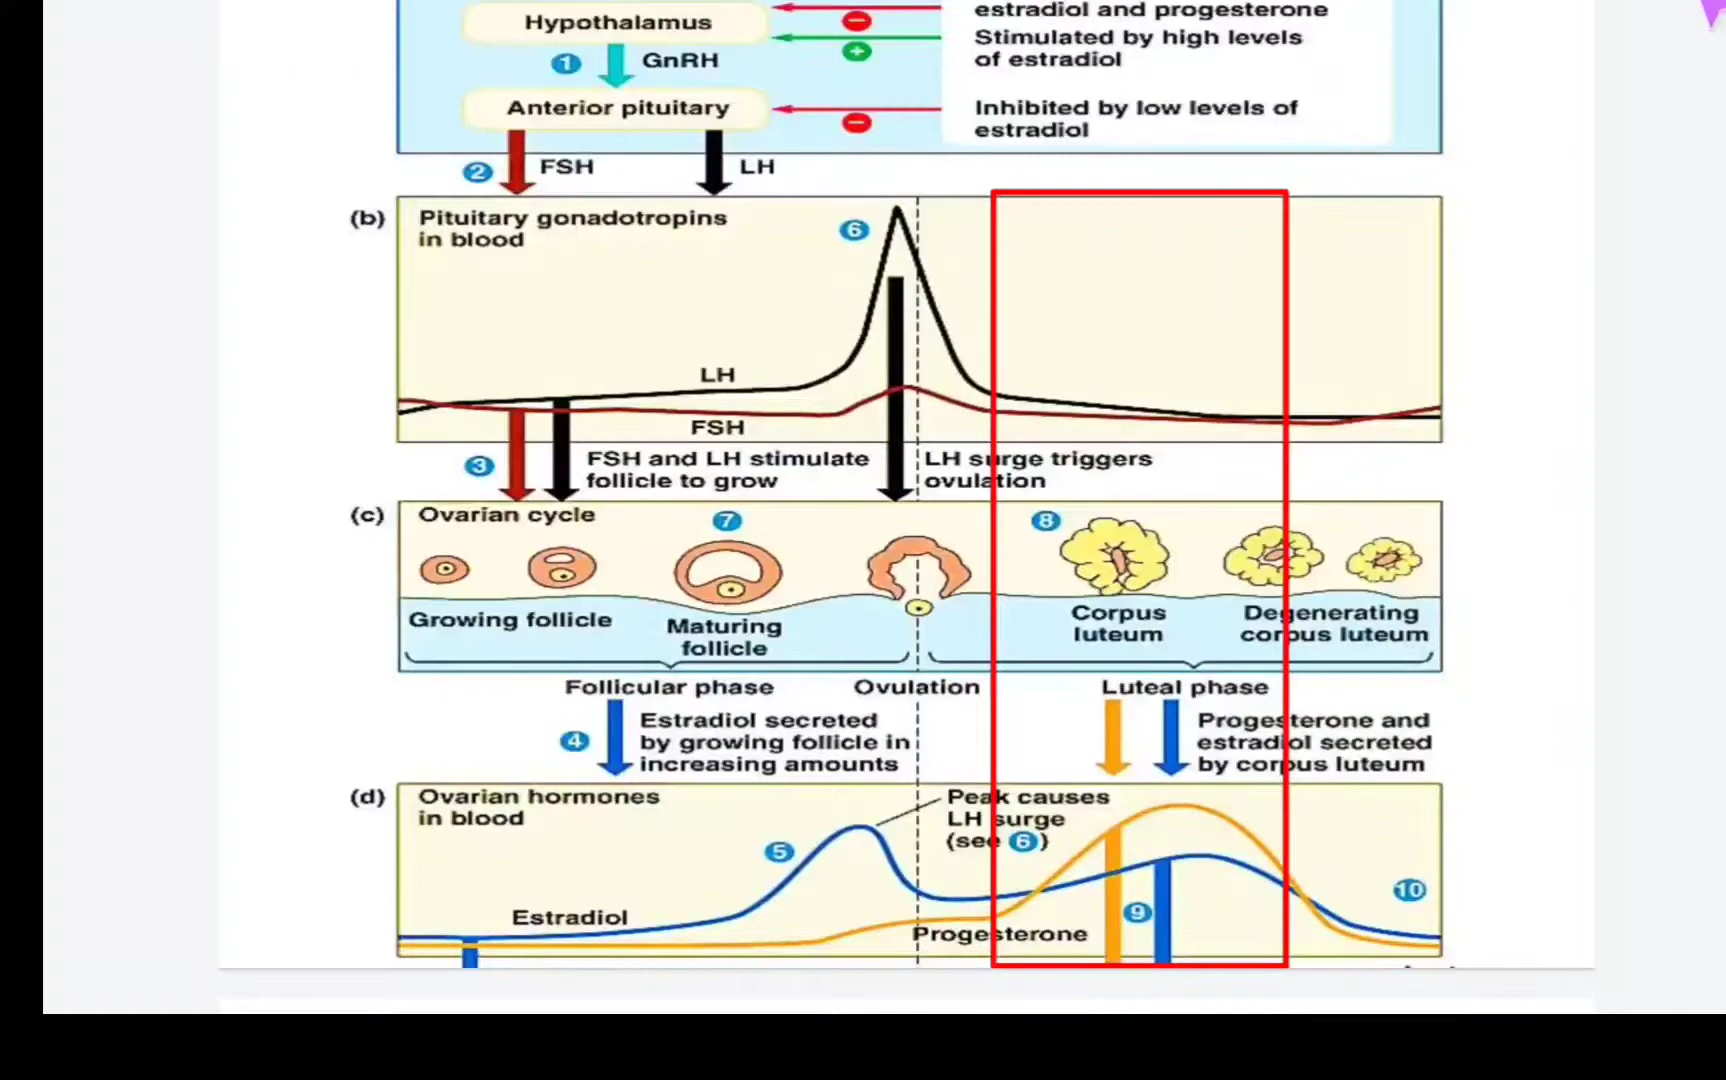 estradiol and progesterone
Hypothalamus
−
Stimulated by high levels
of estradiol
+
1
GnRH
Anterior pituitary
−
Inhibited by low levels of
estradiol
2
FSH
LH
(b)
Pituitary gonadotropins
in blood
6
LH
FSH
3
FSH and LH stimulate
follicle to grow
LH surge triggers
ovulation
(c)
Ovarian cycle
7
8
Growing follicle
Maturing
follicle
Corpus
luteum
Degenerating
corpus luteum
Follicular phase
Ovulation
Luteal phase
4
Estradiol secreted
by growing follicle in
increasing amounts
Progesterone and
estradiol secreted
by corpus luteum
(d)
Ovarian hormones
in blood
Peak causes
LH surge
(see 6)
5
10
9
Estradiol
Progesterone